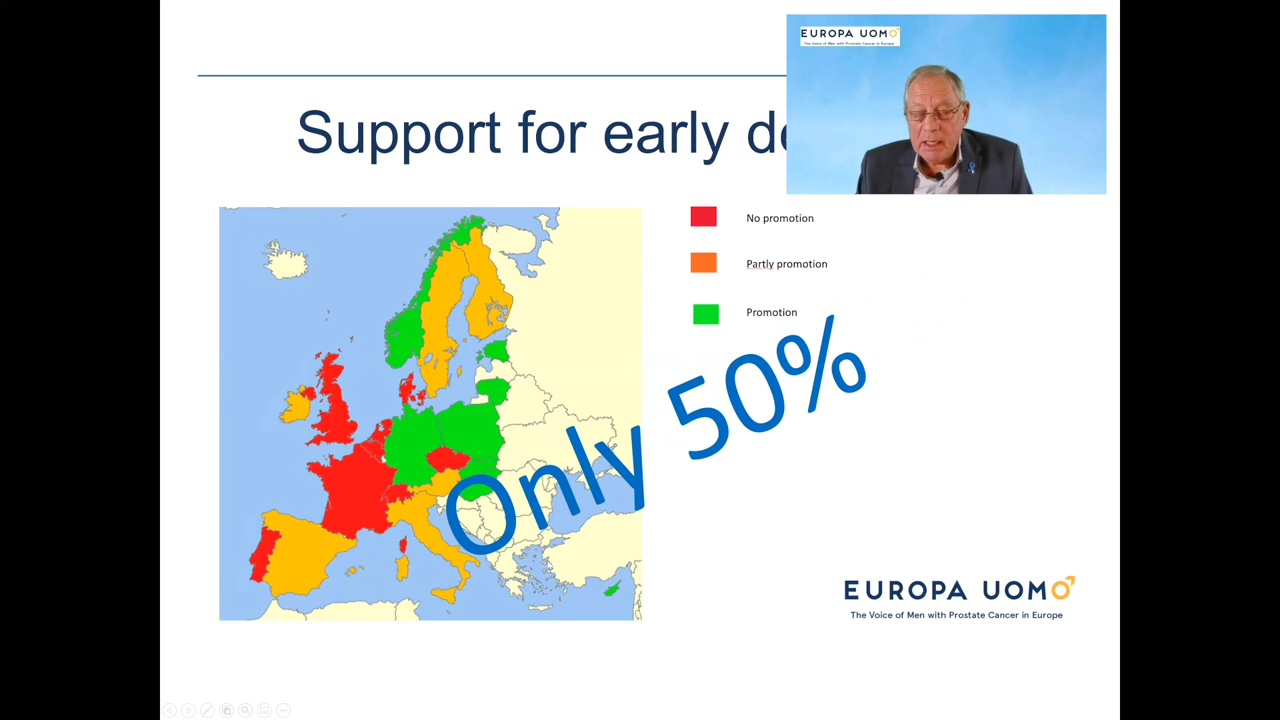 EUROPA UOMO
The Voice of Men with Prostate Cancer in Europe
Support for early de
No promotion
Partly promotion
Promotion
Only 50%
EUROPA UOMO
The Voice of Men with Prostate Cancer in Europe